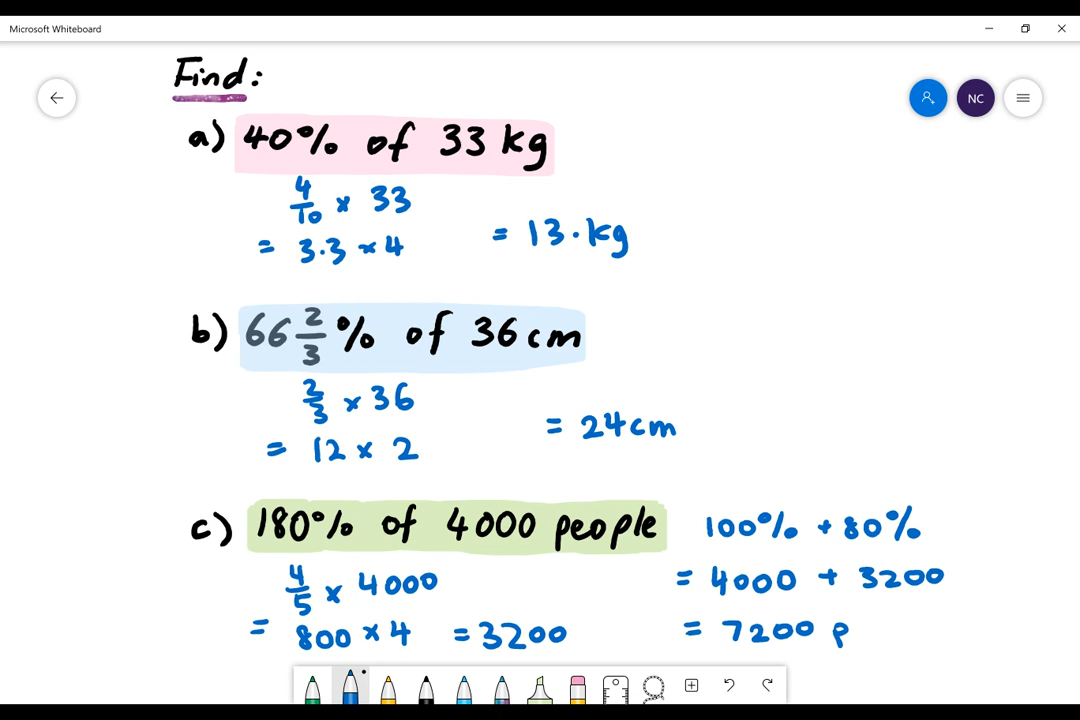 Microsoft Whiteboard
Find:
NC
a) 40% of 33 kg
4/10 × 33
= 3.3 × 4 = 13.kg
b) 66 2/3 % of 36 cm
2/3 × 36
= 12 × 2 = 24 cm
c) 180% of 4000 people 100% + 80%
4/5 × 4000 = 4000 + 3200
= 800 × 4 = 3200 = 7200 p